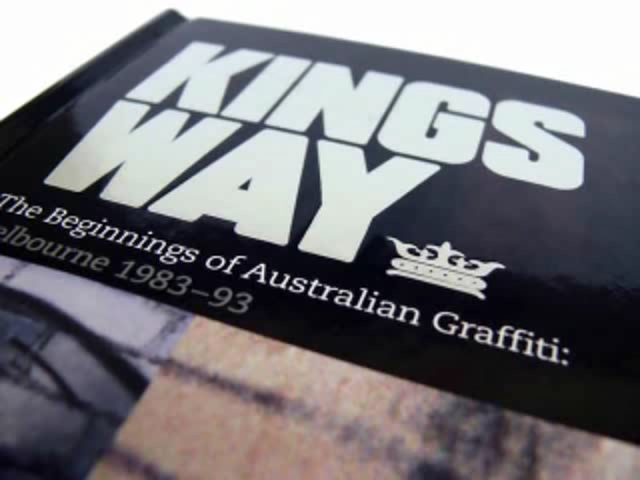 KINGS
WAY
The Beginnings of Australian Graffiti:
elbourne 1983–93